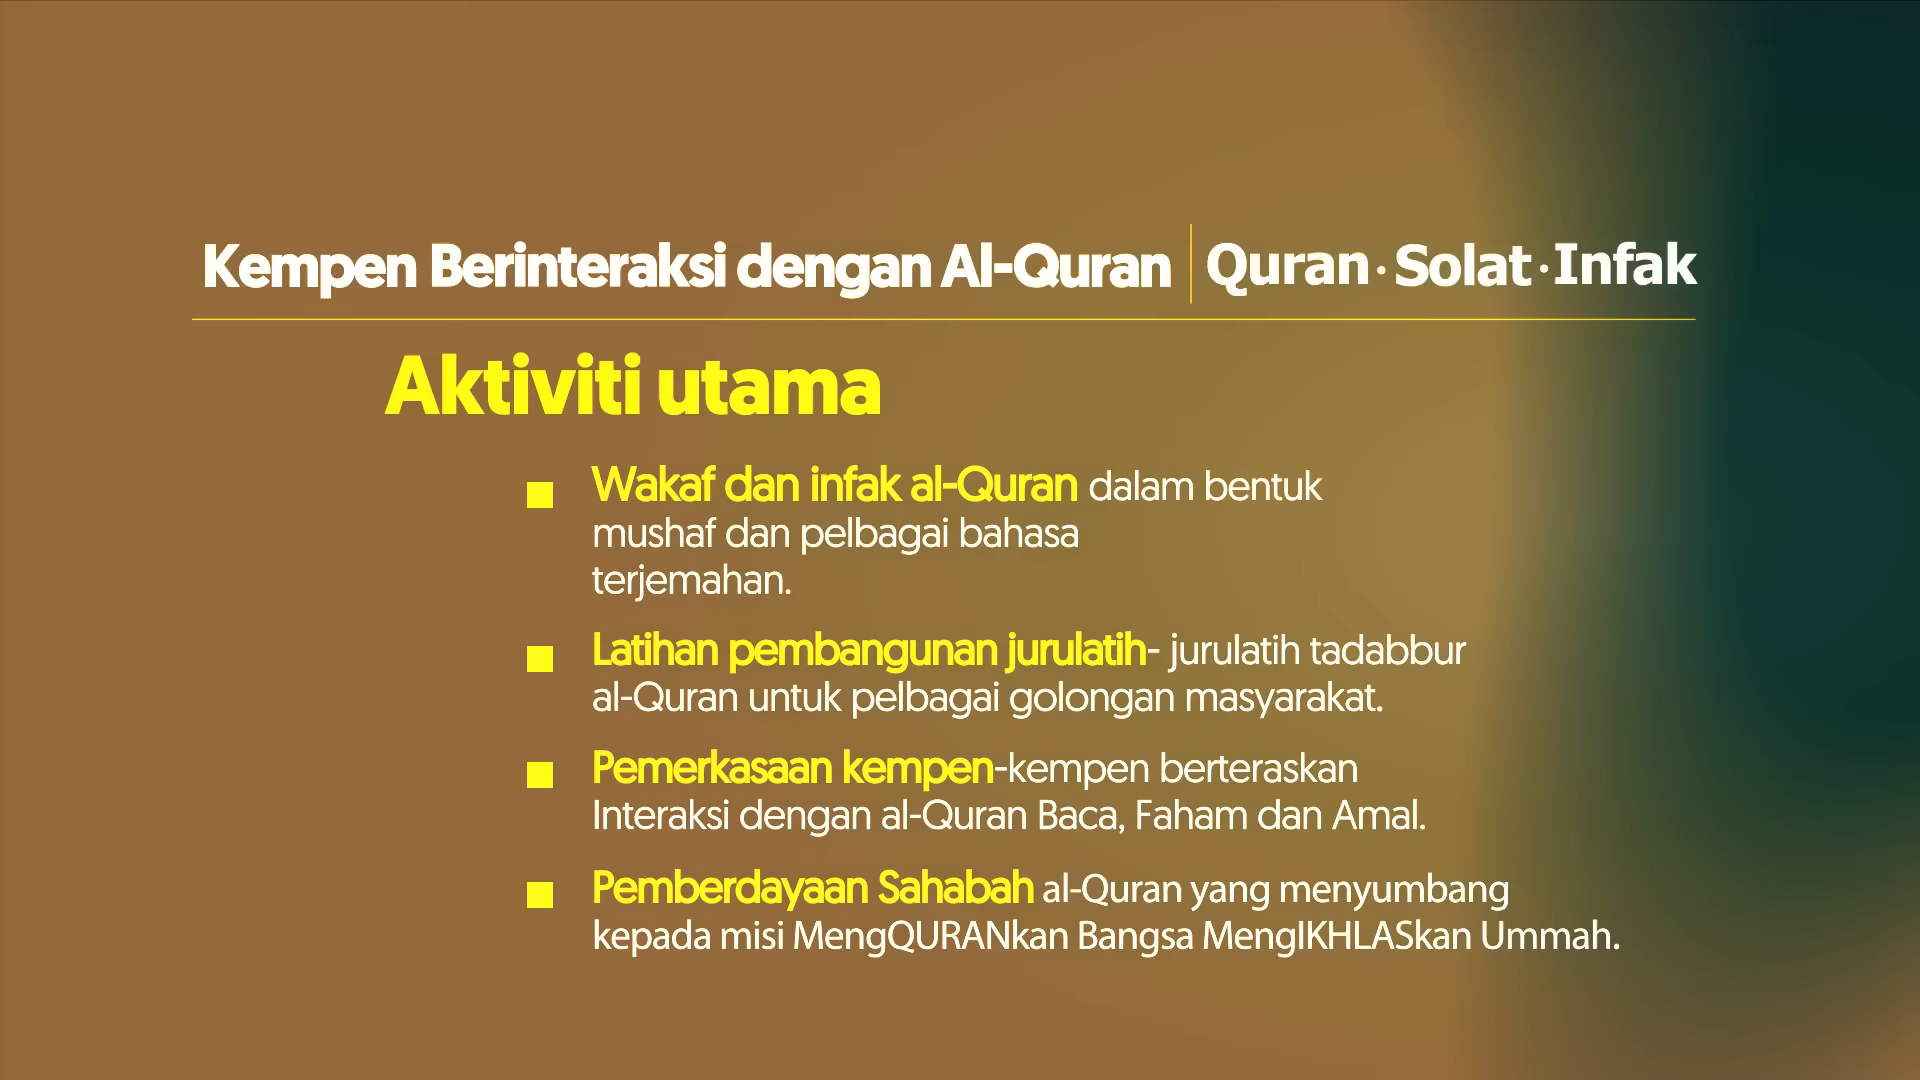 Kempen Berinteraksi dengan Al-Quran | Quran · Solat · Infak
Aktiviti utama
Wakaf dan infak al-Quran dalam bentuk
mushaf dan pelbagai bahasa
terjemahan.
Latihan pembangunan jurulatih- jurulatih tadabbur
al-Quran untuk pelbagai golongan masyarakat.
Pemerkasaan kempen-kempen berteraskan
Interaksi dengan al-Quran Baca, Faham dan Amal.
Pemberdayaan Sahabah al-Quran yang menyumbang
kepada misi MengQURANkan Bangsa MengIKHLASkan Ummah.